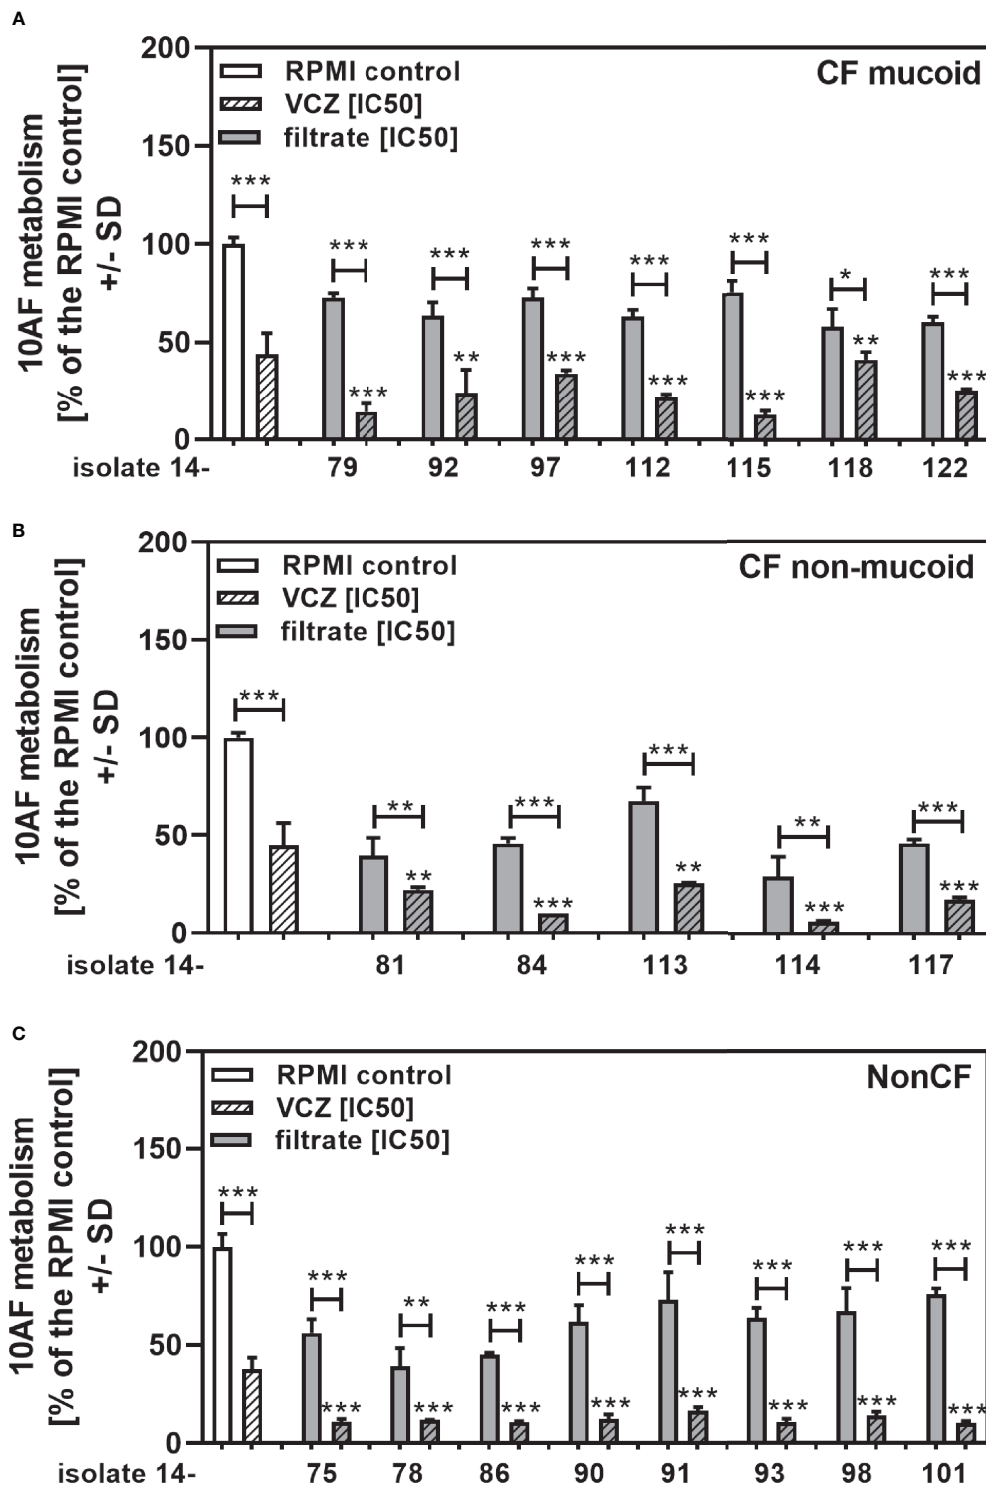 A
200
CF mucoid
RPMI control
VCZ [IC50]
filtrate [IC50]
150
100
50
0
10AF metabolism
[% of the RPMI control]
+/- SD
***
***
***
***
***
***
*
***
***
**
***
***
***
**
***
isolate 14- 79 92 97 112 115 118 122
B
200
CF non-mucoid
RPMI control
VCZ [IC50]
filtrate [IC50]
150
100
50
0
10AF metabolism
[% of the RPMI control]
+/- SD
***
**
***
***
**
***
**
***
**
***
***
isolate 14- 81 84 113 114 117
C
200
NonCF
RPMI control
VCZ [IC50]
filtrate [IC50]
150
100
50
0
10AF metabolism
[% of the RPMI control]
+/- SD
***
***
**
***
***
***
***
***
***
***
***
***
***
***
***
***
***
isolate 14- 75 78 86 90 91 93 98 101